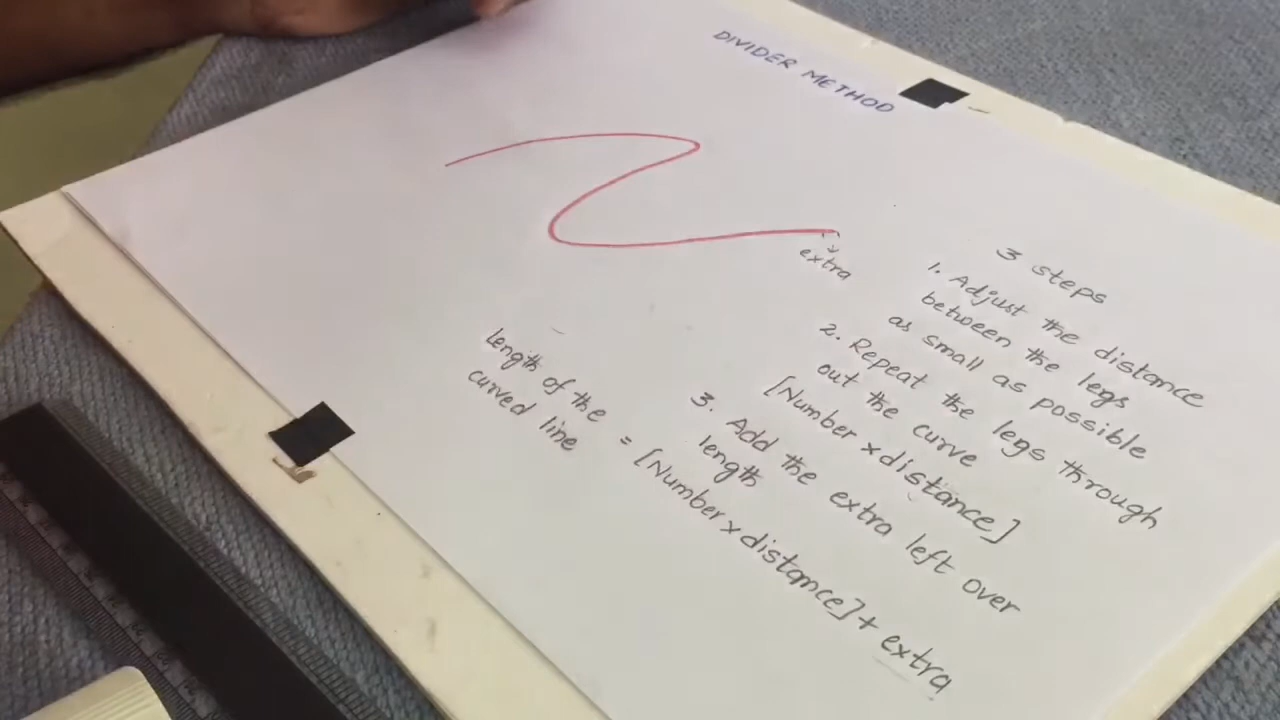 DIVIDER METHOD
extra
3 steps
1. Adjust the distance
between the legs
as small as possible
2. Repeat the legs through
out the curve
[Number x distance]
3. Add the extra left over
length
length of the
curved line
= [Number x distance] + extra